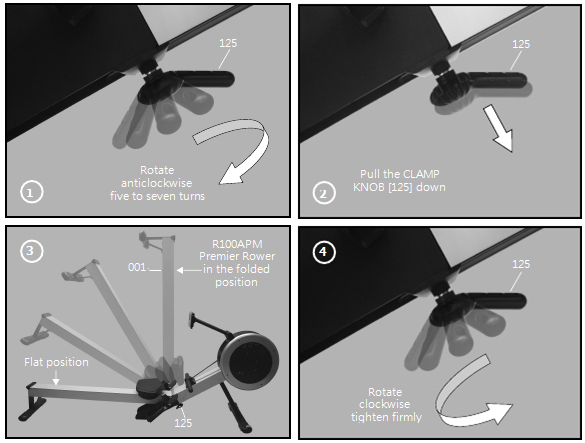 125
Rotate
anticlockwise
five to seven turns
1
125
Pull the CLAMP
KNOB [125] down
2
3
R100APM
Premier Rower
in the folded
position
001
Flat position
125
4
125
Rotate
clockwise
tighten firmly